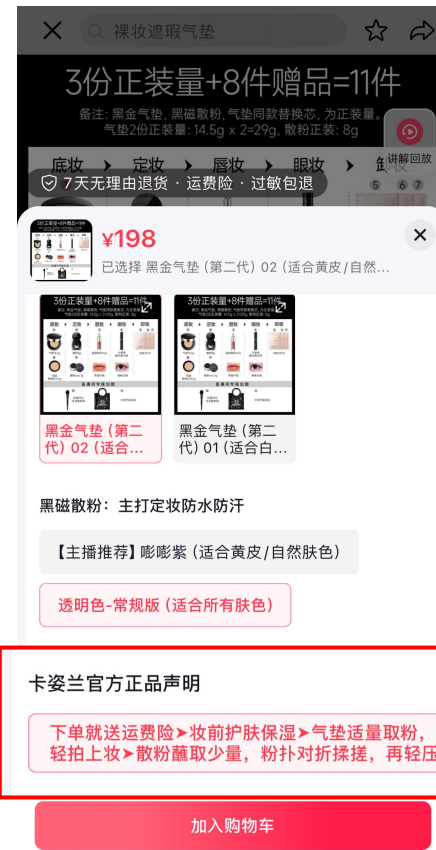 裸妆遮瑕气垫
3份正装量+8件赠品=11件
备注: 黑金气垫, 黑磁散粉, 气垫同款替换芯, 为正装量。
气垫2份正装量: 14.5g x 2=29g, 散粉正装: 8g
讲解回放
底妆 定妆 唇妆 眼妆
7天无理由退货 · 运费险 · 过敏包退
5 6 7
¥198
已选择 黑金气垫 (第二代) 02 (适合黄皮/自然...
3份正装量+8件赠品=11件
3份正装量+8件赠品=11件
黑金气垫 (第二
代) 02 (适合...
黑金气垫 (第二
代) 01 (适合白...
黑磁散粉：主打定妆防水防汗
【主播推荐】嘭嘭紫 (适合黄皮/自然肤色)
透明色-常规版 (适合所有肤色)
卡姿兰官方正品声明
下单就送运费险➤妆前护肤保湿➤气垫适量取粉，
轻拍上妆➤散粉蘸取少量，粉扑对折揉搓，再轻压
加入购物车